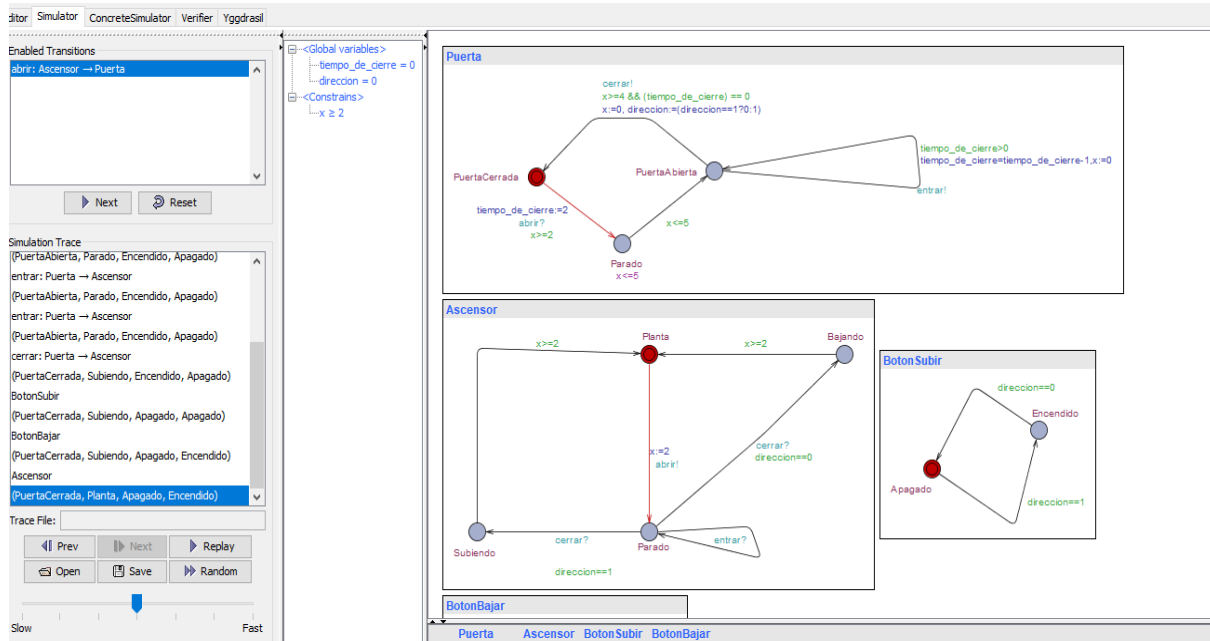 ditor Simulator ConcreteSimulator Verifier Yggdrasil
Enabled Transitions
abrir: Ascensor → Puerta
Next Reset
Simulation Trace
(PuertaAbierta, Parado, Encendido, Apagado)
entrar: Puerta → Ascensor
(PuertaAbierta, Parado, Encendido, Apagado)
entrar: Puerta → Ascensor
(PuertaAbierta, Parado, Encendido, Apagado)
cerrar: Puerta → Ascensor
(PuertaCerrada, Subiendo, Encendido, Apagado)
BotonSubir
(PuertaCerrada, Subiendo, Apagado, Apagado)
BotonBajar
(PuertaCerrada, Subiendo, Apagado, Encendido)
Ascensor
(PuertaCerrada, Planta, Apagado, Encendido)
Trace File:
Prev Next Replay
Open Save Random
Slow Fast
<Global variables>
tiempo_de_cierre = 0
direccion = 0
<Constrains>
x ≥ 2
Puerta
cerrar!
x>=4 && (tiempo_de_cierre) == 0
x:=0, direccion:=(direccion==1?0:1)
PuertaCerrada
PuertaAbierta
tiempo_de_cierre>0
tiempo_de_cierre=tiempo_de_cierre-1,x:=0
entrar!
tiempo_de_cierre:=2
abrir?
x>=2
x<=5
Parado
x<=5
Ascensor
Planta
Bajando
x>=2
x>=2
x:=2
abrir!
cerrar?
direccion==0
Subiendo
cerrar?
Parado
entrar?
direccion==1
BotonSubir
direccion==0
Encendido
Apagado
direccion==1
BotonBajar
Puerta Ascensor BotonSubir BotonBajar